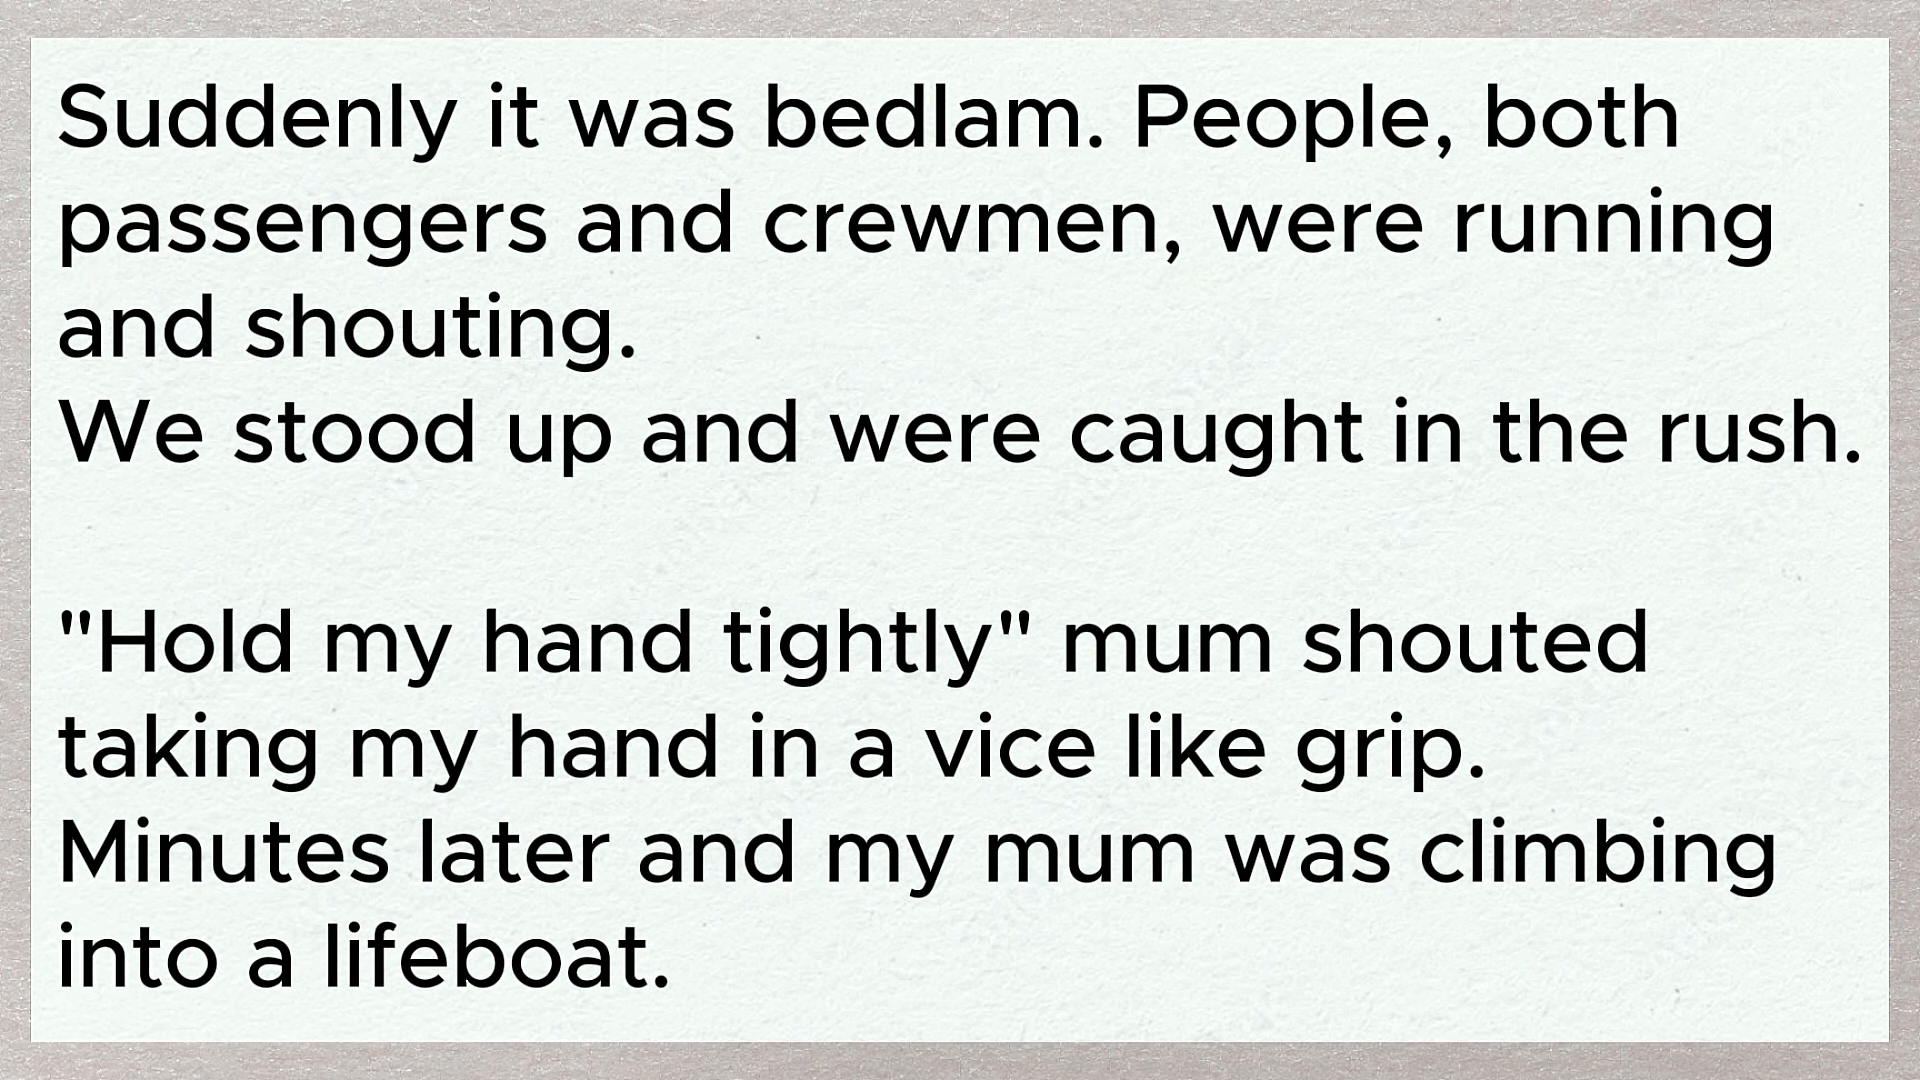 Suddenly it was bedlam. People, both
passengers and crewmen, were running
and shouting.
We stood up and were caught in the rush.
"Hold my hand tightly" mum shouted
taking my hand in a vice like grip.
Minutes later and my mum was climbing
into a lifeboat.